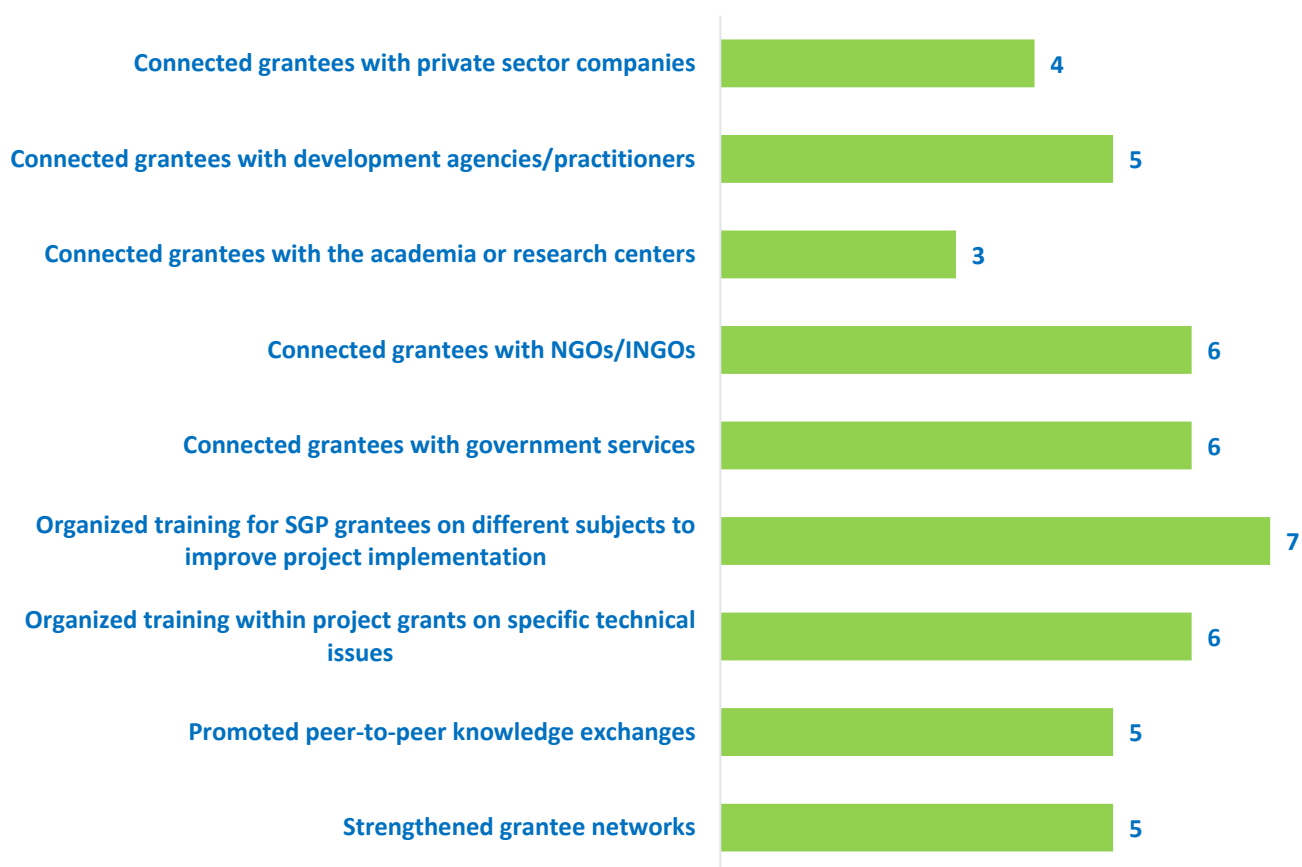 Connected grantees with private sector companies
4
Connected grantees with development agencies/practitioners
5
Connected grantees with the academia or research centers
3
Connected grantees with NGOs/INGOs
6
Connected grantees with government services
6
Organized training for SGP grantees on different subjects to
improve project implementation
7
Organized training within project grants on specific technical
issues
6
Promoted peer-to-peer knowledge exchanges
5
Strengthened grantee networks
5